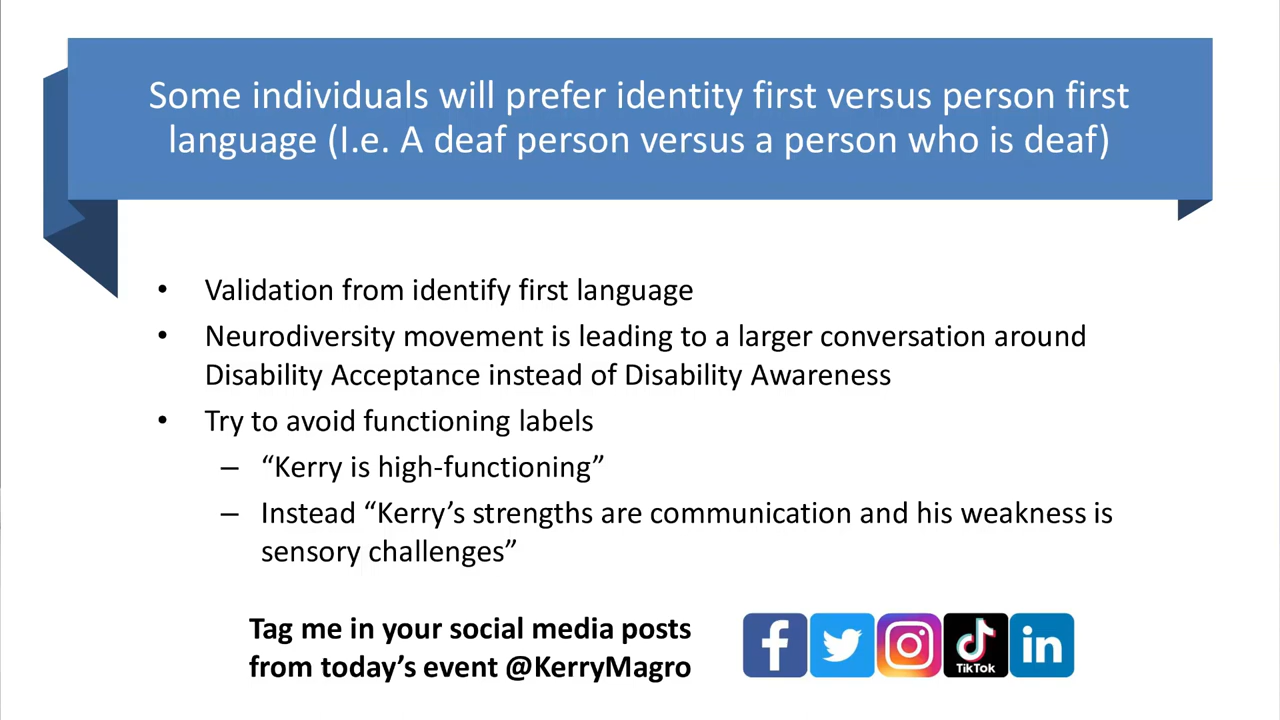 Some individuals will prefer identity first versus person first
language (I.e. A deaf person versus a person who is deaf)
• Validation from identify first language
• Neurodiversity movement is leading to a larger conversation around
Disability Acceptance instead of Disability Awareness
• Try to avoid functioning labels
– “Kerry is high-functioning”
– Instead “Kerry’s strengths are communication and his weakness is
sensory challenges”
Tag me in your social media posts
from today’s event @KerryMagro
f
TikTok
in